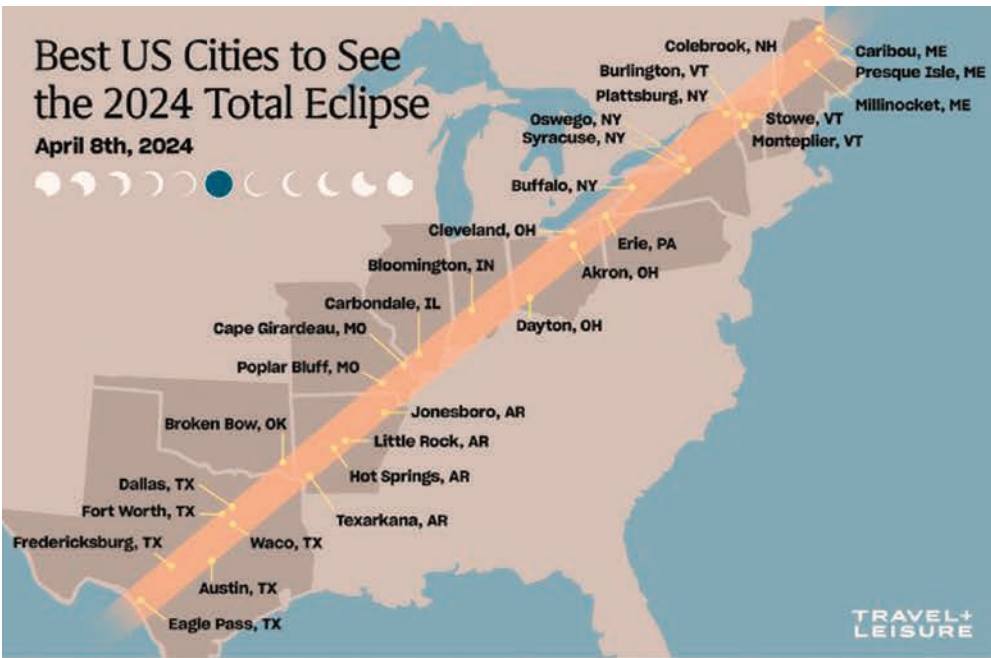 Best US Cities to See
the 2024 Total Eclipse
April 8th, 2024
Colebrook, NH
Burlington, VT
Plattsburg, NY
Oswego, NY
Syracuse, NY
Buffalo, NY
Cleveland, OH
Bloomington, IN
Carbondale, IL
Cape Girardeau, MO
Poplar Bluff, MO
Broken Bow, OK
Dallas, TX
Fort Worth, TX
Fredericksburg, TX
Caribou, ME
Presque Isle, ME
Millinocket, ME
Stowe, VT
Monteplier, VT
Erie, PA
Akron, OH
Dayton, OH
Jonesboro, AR
Little Rock, AR
Hot Springs, AR
Texarkana, AR
Waco, TX
Austin, TX
Eagle Pass, TX
TRAVEL+
LEISURE